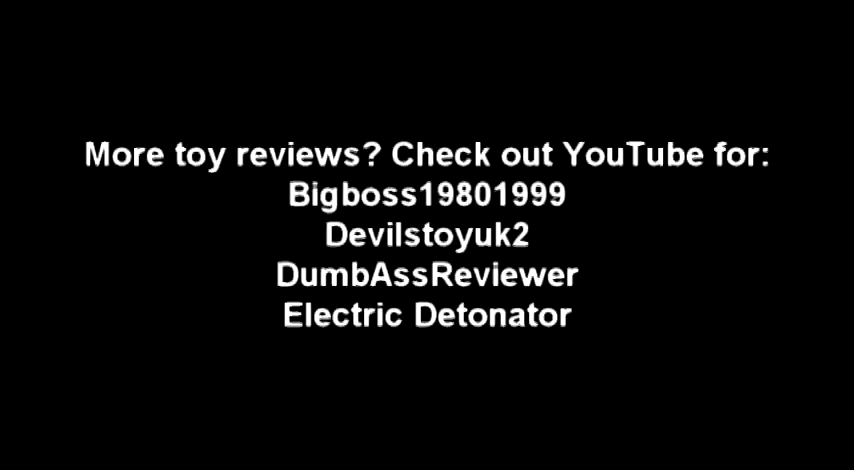 More toy reviews? Check out YouTube for:
Bigboss19801999
Devilstoyuk2
DumbAssReviewer
Electric Detonator